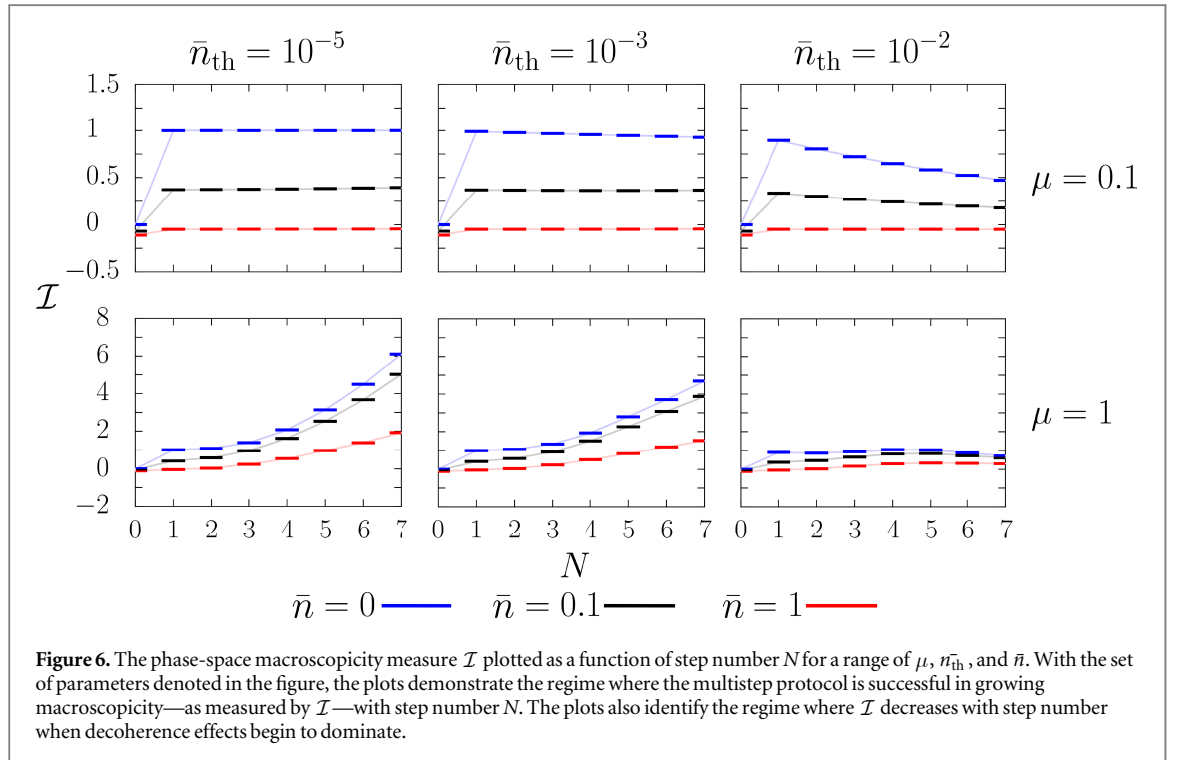 n̄th = 10⁻⁵ n̄th = 10⁻³ n̄th = 10⁻²
1.5
1
0.5
0
−0.5
μ = 0.1
ℐ
8
6
4
2
0
−2
μ = 1
0 1 2 3 4 5 6 7 0 1 2 3 4 5 6 7 0 1 2 3 4 5 6 7
N
n̄ = 0 n̄ = 0.1 n̄ = 1
Figure 6. The phase-space macroscopicity measure ℐ plotted as a function of step number N for a range of μ, n̄th, and n̄. With the set
of parameters denoted in the figure, the plots demonstrate the regime where the multistep protocol is successful in growing
macroscopicity—as measured by ℐ—with step number N. The plots also identify the regime where ℐ decreases with step number
when decoherence effects begin to dominate.